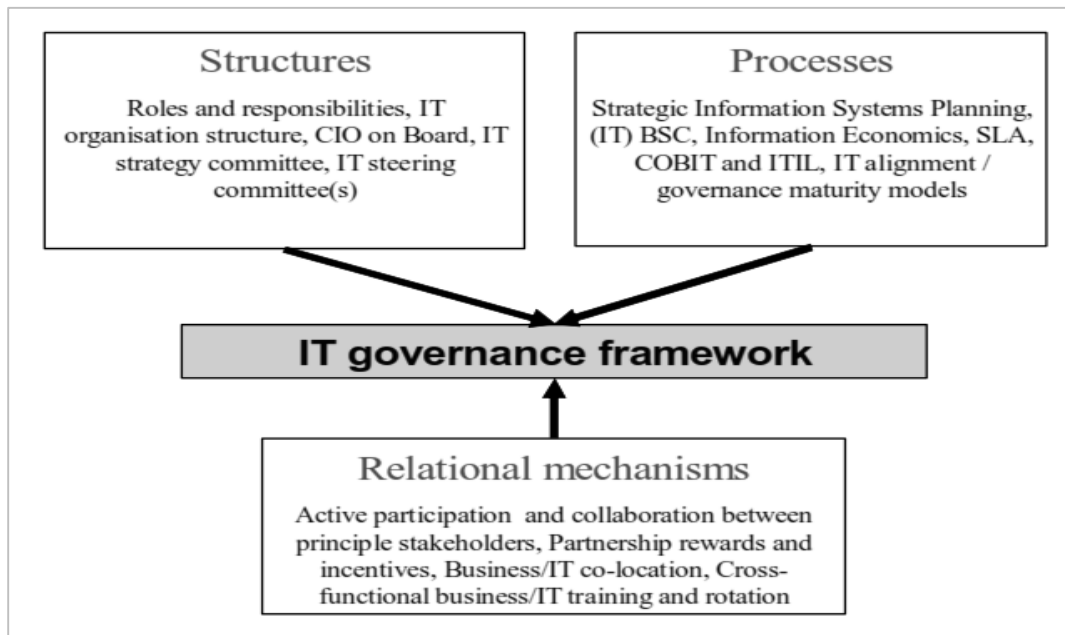 Structures
Roles and responsibilities, IT
organisation structure, CIO on Board, IT
strategy committee, IT steering
committee(s)
Processes
Strategic Information Systems Planning,
(IT) BSC, Information Economics, SLA,
COBIT and ITIL, IT alignment /
governance maturity models
IT governance framework
Relational mechanisms
Active participation and collaboration between
principle stakeholders, Partnership rewards and
incentives, Business/IT co-location, Cross-
functional business/IT training and rotation